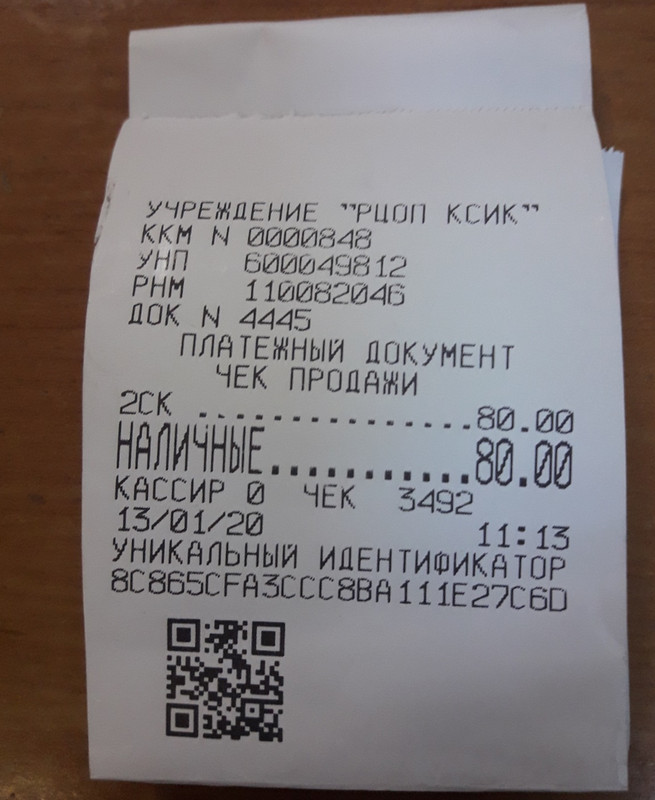 УЧРЕЖДЕНИЕ "РЦОП КСИК"
ККМ N 0000848
УНП 600049812
РНМ 110082046
ДОК N 4445
ПЛАТЕЖНЫЙ ДОКУМЕНТ
ЧЕК ПРОДАЖИ
2СК ................80.00
НАЛИЧНЫЕ...........80.00
КАССИР 0 ЧЕК 3492
13/01/20 11:13
УНИКАЛЬНЫЙ ИДЕНТИФИКАТОР
8C865CFA3CCC8BA111E27C6D